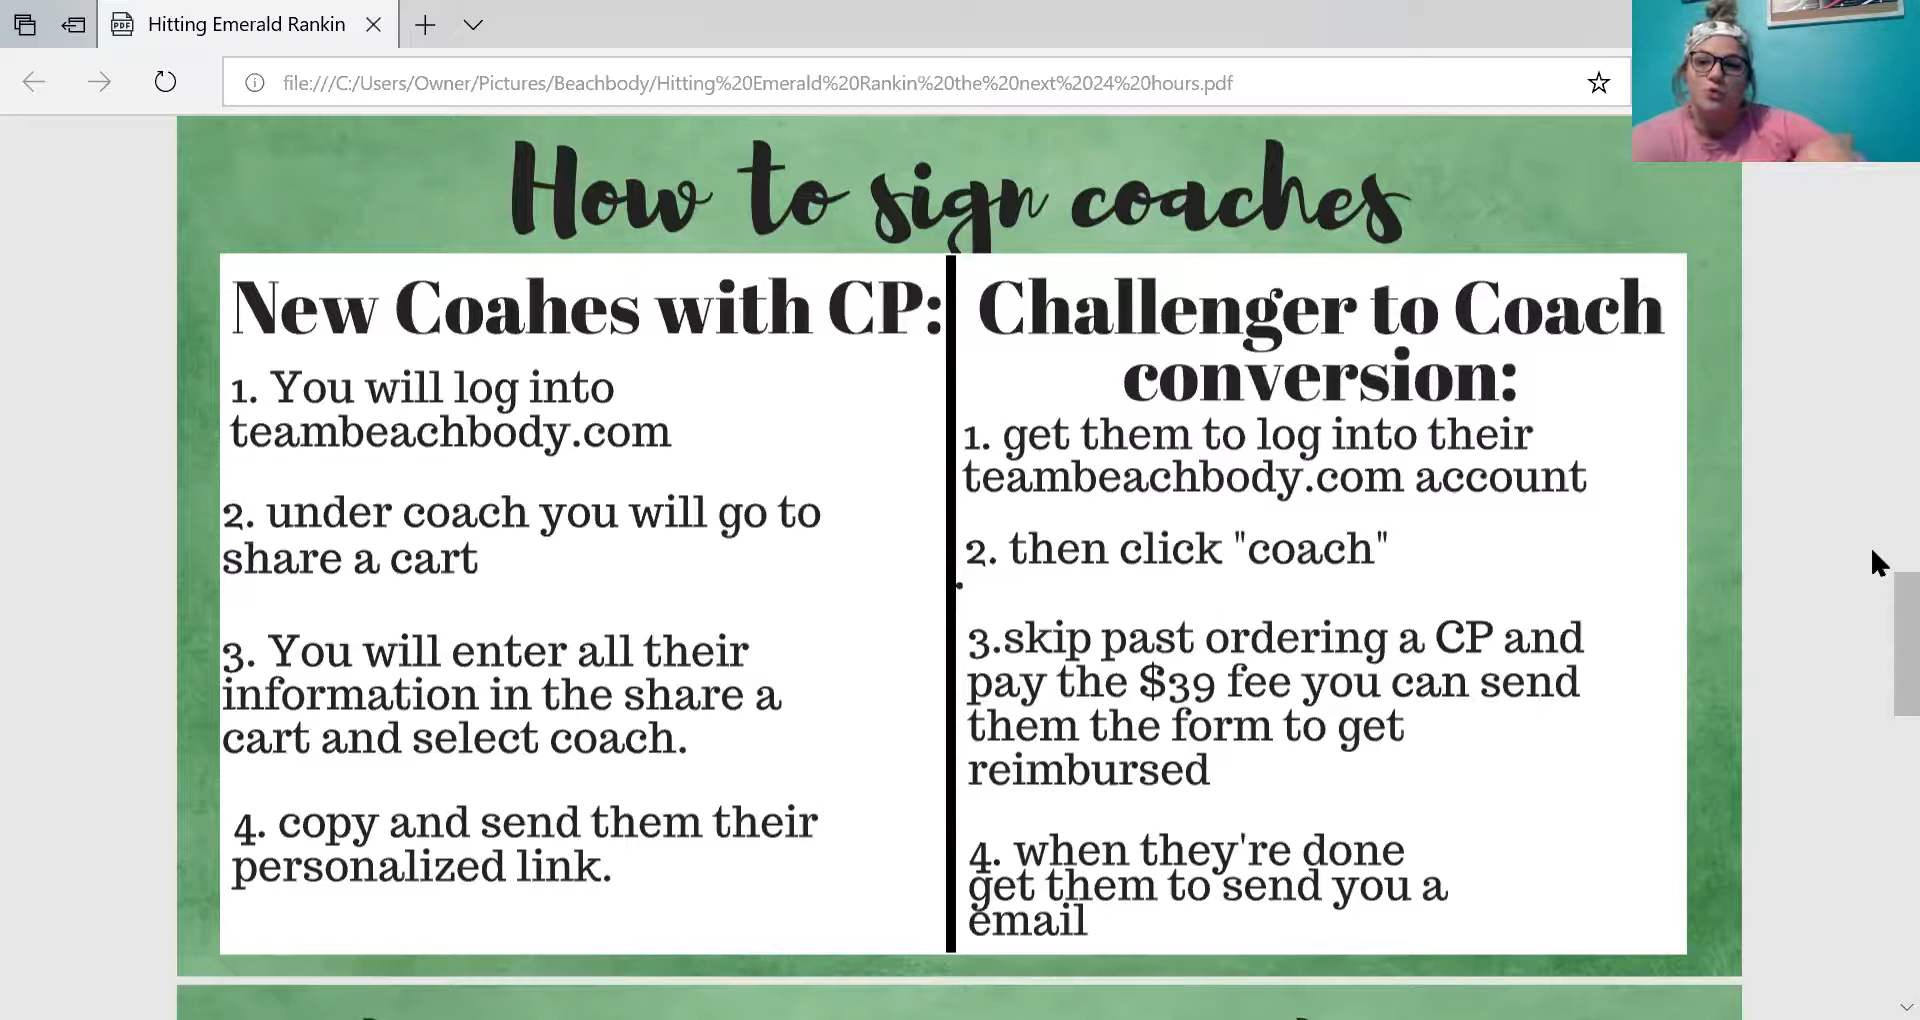 Hitting Emerald Rankin
file:///C:/Users/Owner/Pictures/Beachbody/Hitting%20Emerald%20Rankin%20the%20next%2024%20hours.pdf
How to sign coaches
New Coahes with CP:
1. You will log into
teambeachbody.com
2. under coach you will go to
share a cart
3. You will enter all their
information in the share a
cart and select coach.
4. copy and send them their
personalized link.
Challenger to Coach
conversion:
1. get them to log into their
teambeachbody.com account
2. then click "coach"
.
3.skip past ordering a CP and
pay the $39 fee you can send
them the form to get
reimbursed
4. when they're done
get them to send you a
email